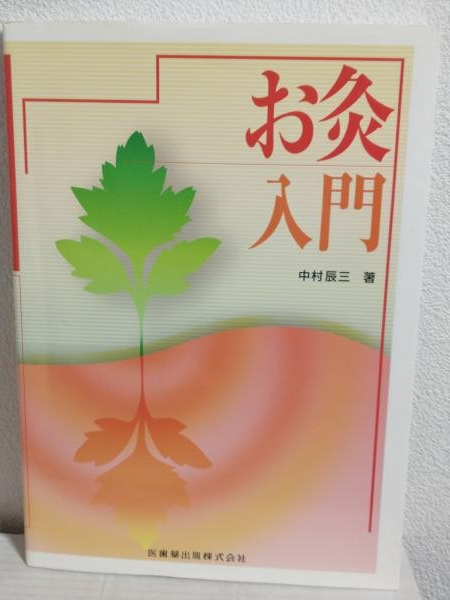 お灸
入門
中村辰三 著
医歯薬出版株式会社